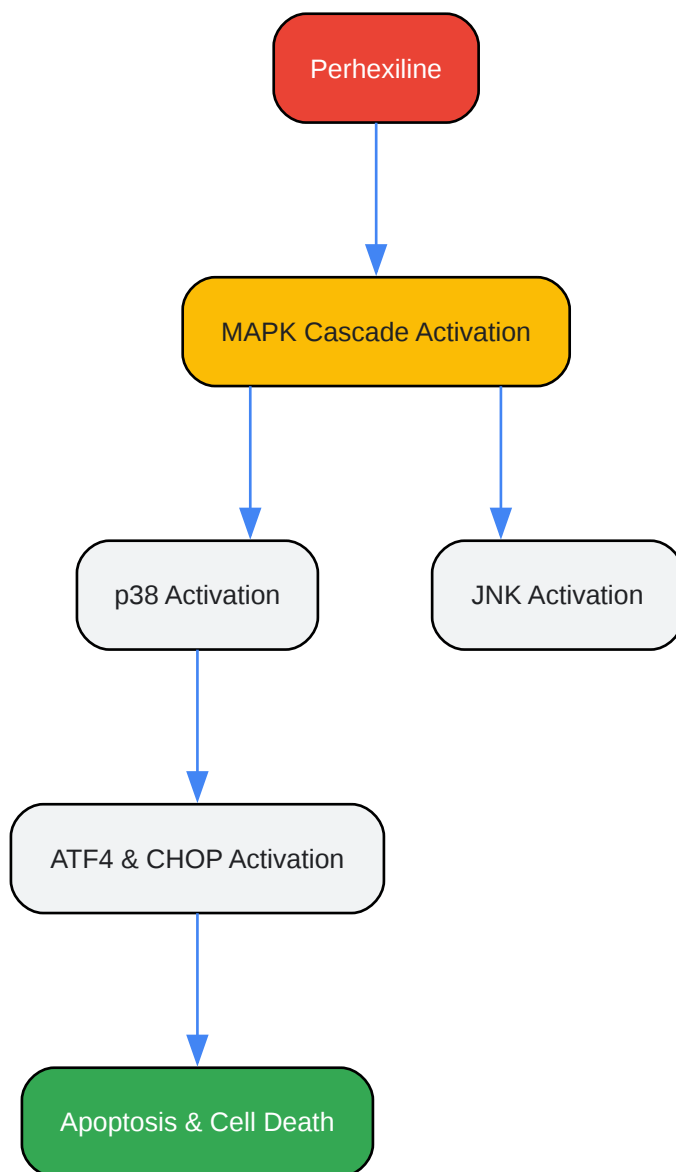 Perhexiline
MAPK Cascade Activation
p38 Activation
JNK Activation
ATF4 & CHOP Activation
Apoptosis & Cell Death